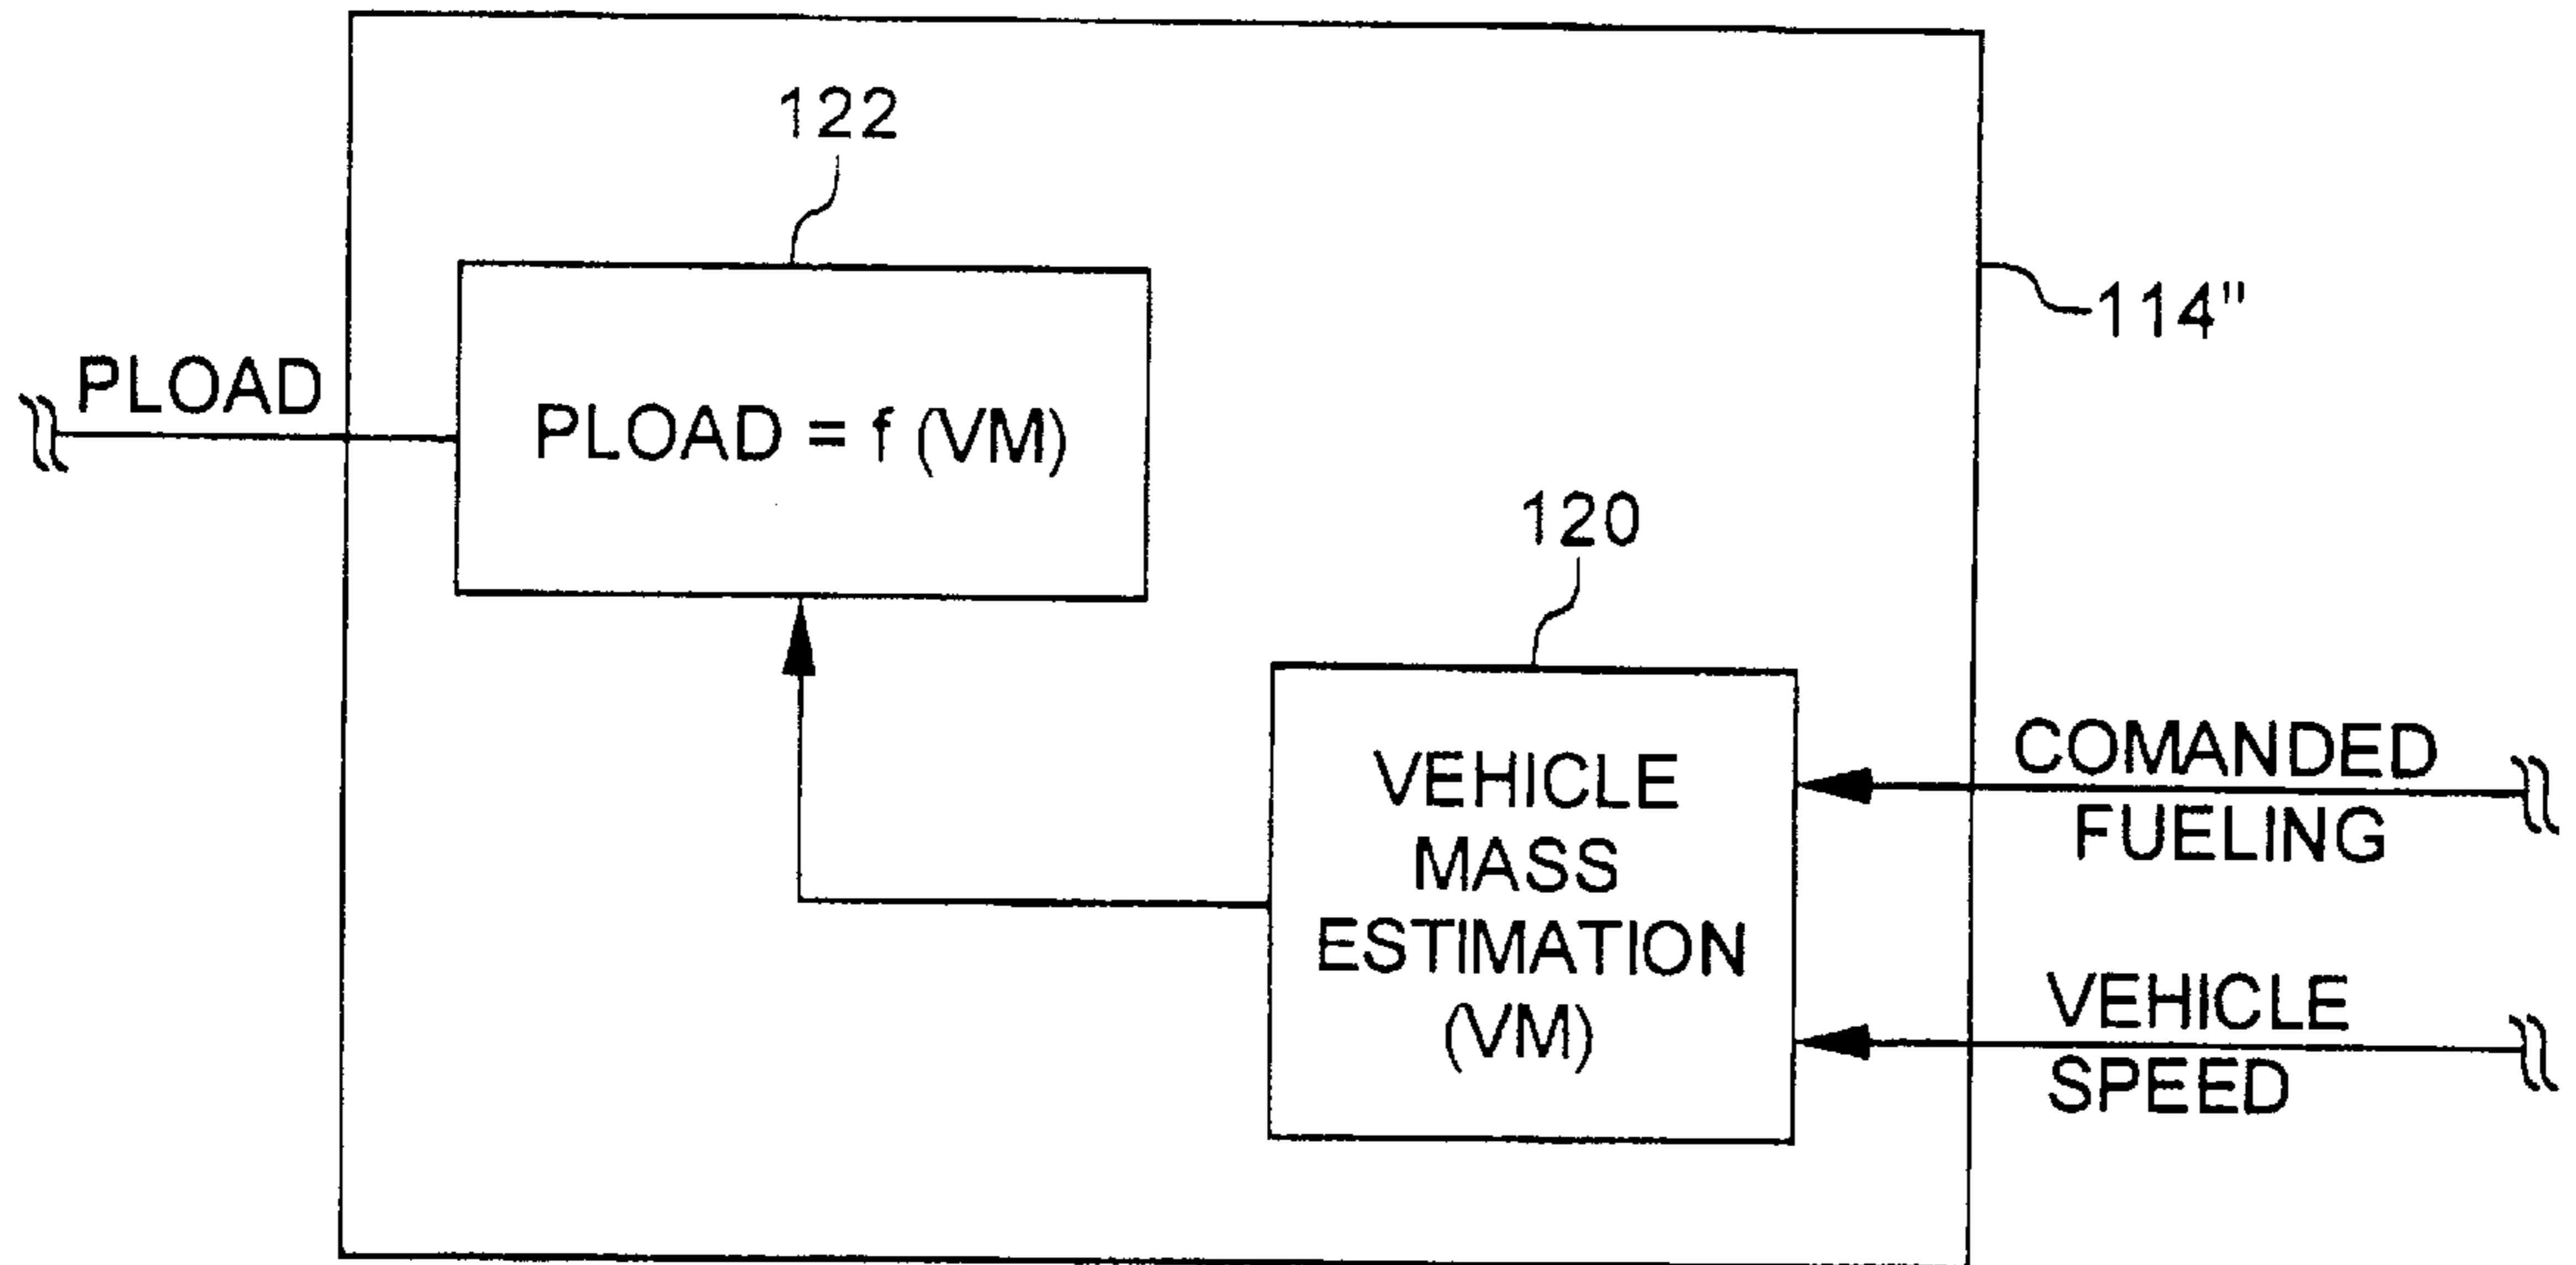 122
114"
PLOAD
PLOAD = f (VM)
120
VEHICLE
MASS
ESTIMATION
(VM)
COMANDED
FUELING
VEHICLE
SPEED